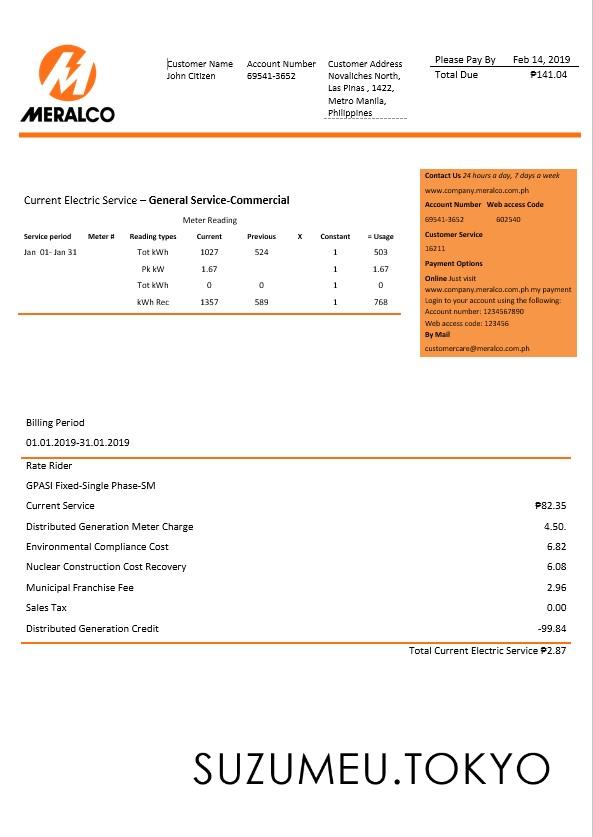 MERALCO
Customer Name
John Citizen
Account Number
69541-3652
Customer Address
Novaliches North,
Las Pinas , 1422,
Metro Manila,
Philippines
Please Pay By Feb 14, 2019
Total Due ₱141.04
Current Electric Service – General Service-Commercial
Meter Reading
Service period Meter # Reading types Current Previous X Constant = Usage
Jan 01- Jan 31 Tot kWh 1027 524 1 503
Pk kW 1.67 1 1.67
Tot kWh 0 0 1 0
kWh Rec 1357 589 1 768
Contact Us 24 hours a day, 7 days a week
www.company.meralco.com.ph
Account Number Web access Code
69541-3652 602540
Customer Service
16211
Payment Options
Online Just visit
www.company.meralco.com.ph my payment
Login to your account using the following:
Account number: 1234567890
Web access code: 123456
By Mail
customercare@meralco.com.ph
Billing Period
01.01.2019-31.01.2019
Rate Rider
GPASI Fixed-Single Phase-SM
Current Service ₱82.35
Distributed Generation Meter Charge 4.50.
Environmental Compliance Cost 6.82
Nuclear Construction Cost Recovery 6.08
Municipal Franchise Fee 2.96
Sales Tax 0.00
Distributed Generation Credit -99.84
Total Current Electric Service ₱2.87
SUZUMEU.TOKYO